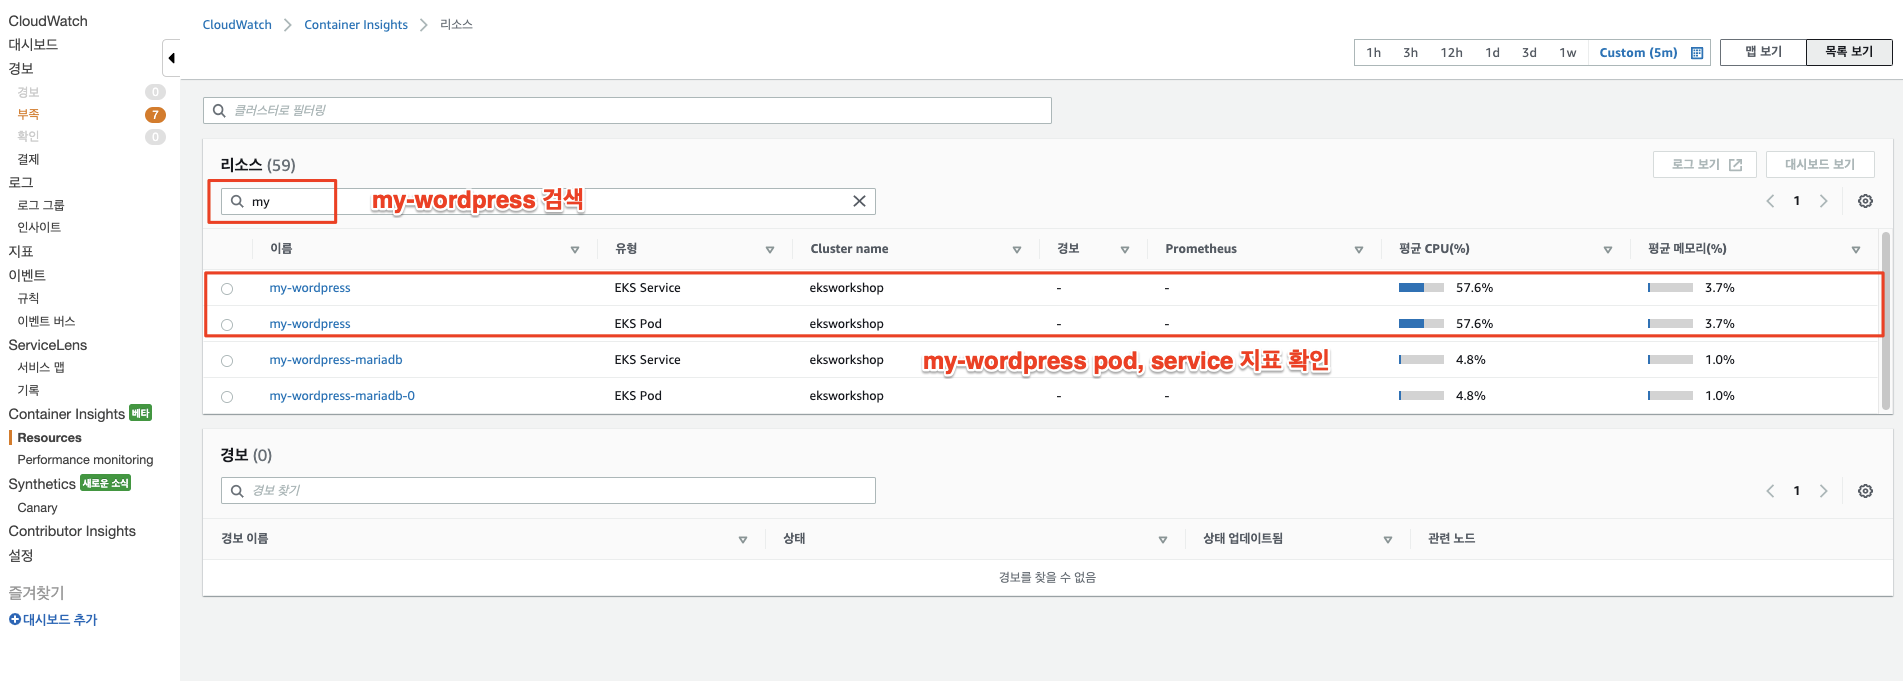 CloudWatch
대시보드
경보
경보 0
부족 7
확인 0
결제
로그
로그 그룹
인사이트
지표
이벤트
규칙
이벤트 버스
ServiceLens
서비스 맵
기록
Container Insights 베타
Resources
Performance monitoring
Synthetics 새로운 소식
Canary
Contributor Insights
설정
즐겨찾기
대시보드 추가
CloudWatch Container Insights 리소스
1h 3h 12h 1d 3d 1w Custom (5m) 맵 보기 목록 보기
클러스터로 필터링
리소스 (59) 로그 보기 대시보드 보기
my my-wordpress 검색 1
이름 유형 Cluster name 경보 Prometheus 평균 CPU(%) 평균 메모리(%)
my-wordpress EKS Service eksworkshop - - 57.6% 3.7%
my-wordpress EKS Pod eksworkshop - - 57.6% 3.7%
my-wordpress-mariadb EKS Service eksworkshop - - 4.8% 1.0%
my-wordpress pod, service 지표 확인
my-wordpress-mariadb-0 EKS Pod eksworkshop - - 4.8% 1.0%
경보 (0)
경보 찾기 1
경보 이름 상태 상태 업데이트됨 관련 노드
경보를 찾을 수 없음